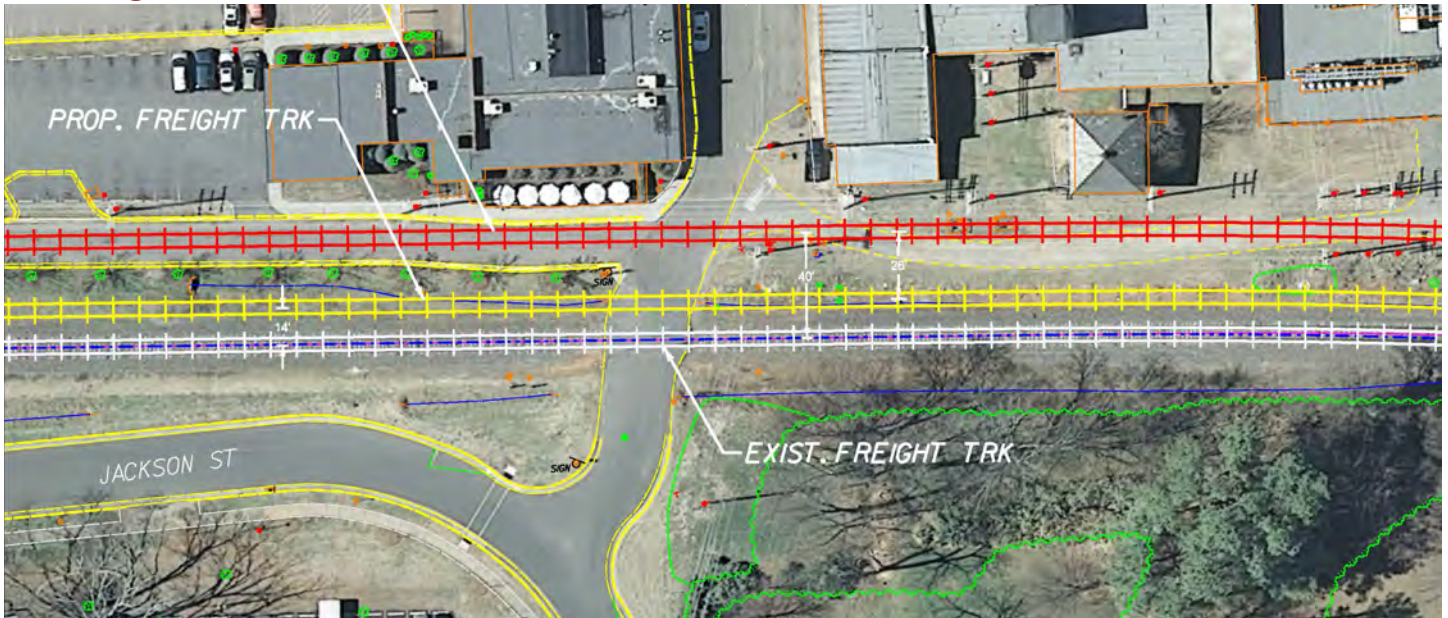 PROP. FREIGHT TRK
SIGN
40'
26'
14'
EXIST. FREIGHT TRK
JACKSON ST
SIGN